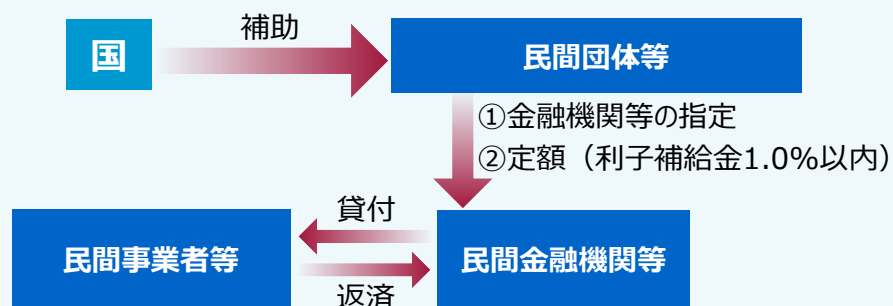 補助
国
民間団体等
①金融機関等の指定
②定額（利子補給金1.0%以内）
貸付
民間事業者等
民間金融機関等
返済